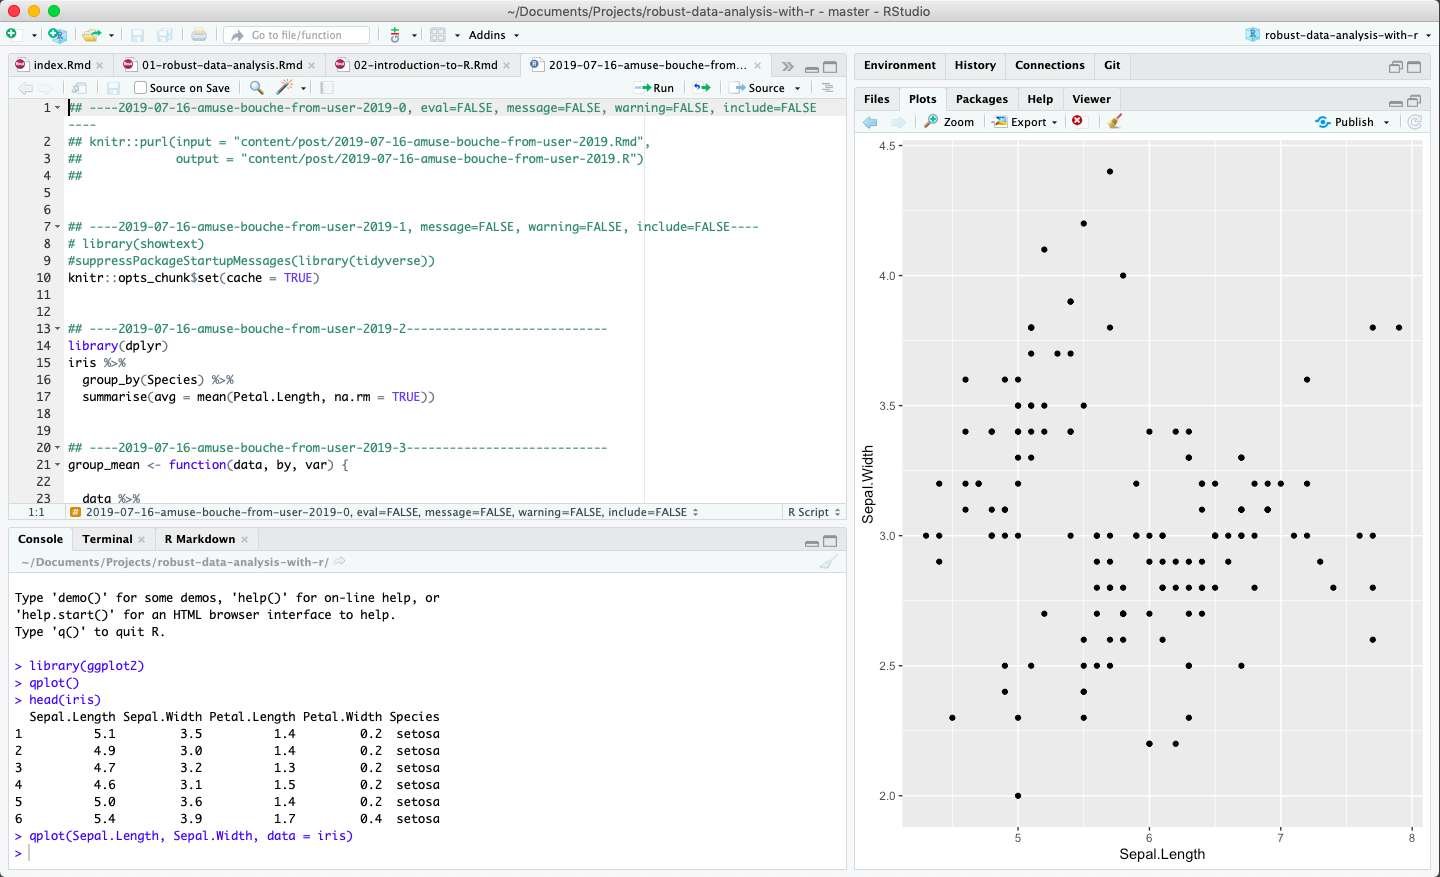 ~/Documents/Projects/robust-data-analysis-with-r - master - RStudio
Go to file/function
Addins
robust-data-analysis-with-r
index.Rmd
01-robust-data-analysis.Rmd
02-introduction-to-R.Rmd
2019-07-16-amuse-bouche-from...
Source on Save
Run
Source
1 ## ----2019-07-16-amuse-bouche-from-user-2019-0, eval=FALSE, message=FALSE, warning=FALSE, include=FALSE
----
2 ## knitr::purl(input = "content/post/2019-07-16-amuse-bouche-from-user-2019.Rmd",
3 ##             output = "content/post/2019-07-16-amuse-bouche-from-user-2019.R")
4 ##
5
6
7 ## ----2019-07-16-amuse-bouche-from-user-2019-1, message=FALSE, warning=FALSE, include=FALSE----
8 # library(showtext)
9 #suppressPackageStartupMessages(library(tidyverse))
10 knitr::opts_chunk$set(cache = TRUE)
11
12
13 ## ----2019-07-16-amuse-bouche-from-user-2019-2----------------------------
14 library(dplyr)
15 iris %>%
16   group_by(Species) %>%
17   summarise(avg = mean(Petal.Length, na.rm = TRUE))
18
19
20 ## ----2019-07-16-amuse-bouche-from-user-2019-3----------------------------
21 group_mean <- function(data, by, var) {
22
23   data %>%
1:1 # 2019-07-16-amuse-bouche-from-user-2019-0, eval=FALSE, message=FALSE, warning=FALSE, include=FALSE R Script
Console Terminal R Markdown
~/Documents/Projects/robust-data-analysis-with-r/
Type 'demo()' for some demos, 'help()' for on-line help, or
'help.start()' for an HTML browser interface to help.
Type 'q()' to quit R.
> library(ggplot2)
> qplot()
> head(iris)
  Sepal.Length Sepal.Width Petal.Length Petal.Width Species
1          5.1         3.5          1.4         0.2  setosa
2          4.9         3.0          1.4         0.2  setosa
3          4.7         3.2          1.3         0.2  setosa
4          4.6         3.1          1.5         0.2  setosa
5          5.0         3.6          1.4         0.2  setosa
6          5.4         3.9          1.7         0.4  setosa
> qplot(Sepal.Length, Sepal.Width, data = iris)
>
Environment History Connections Git
Files Plots Packages Help Viewer
Zoom Export Publish
4.5
4.0
3.5
3.0
2.5
2.0
Sepal.Width
5 6 7 8
Sepal.Length